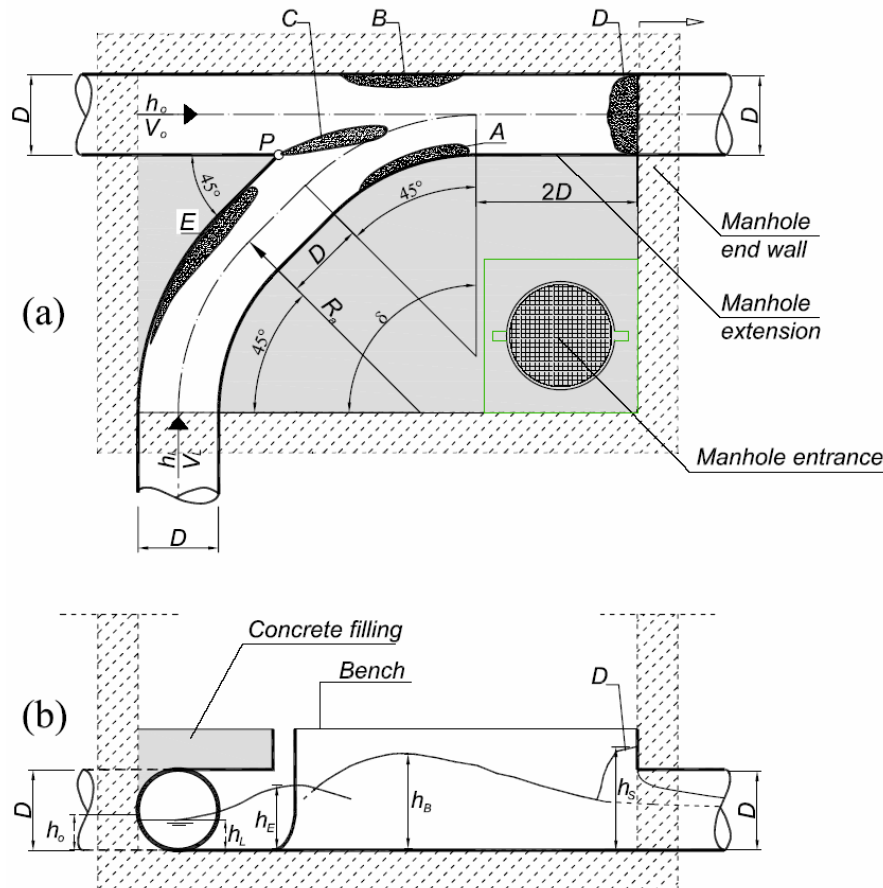 C
B
D
D
h₀
V₀
P
A
D
45°
45°
2D
E
D
Rₐ
δ
45°
Manhole
end wall
(a)
Manhole
extension
Manhole entrance
h_L
V_L
D
Concrete filling
Bench
D
(b)
D
h₀
h_L
h_E
h_B
h_S
D